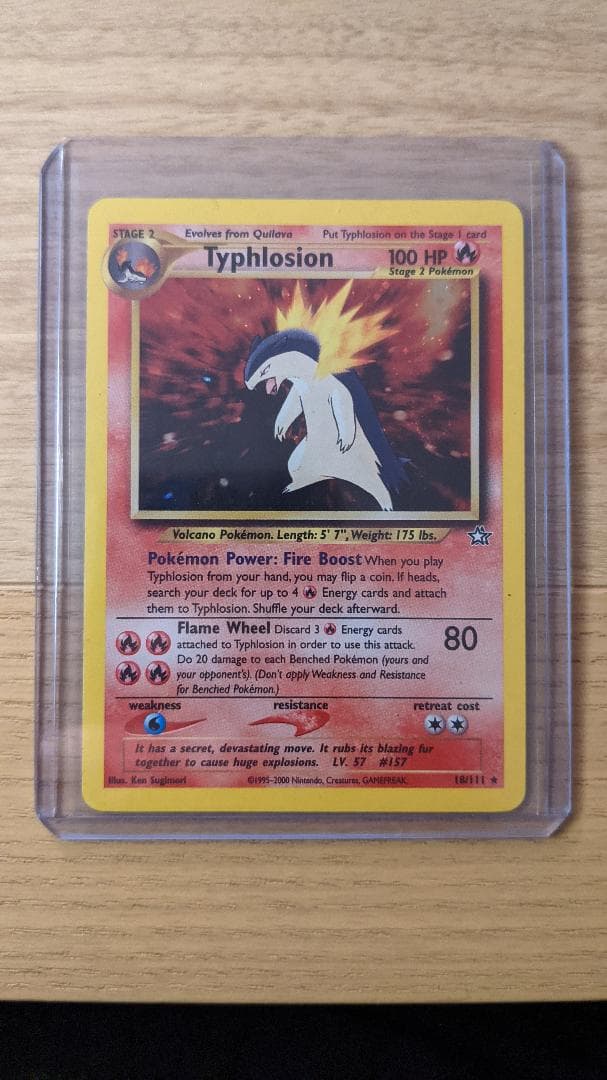 STAGE 2 Evolves from Quilava Put Typhlosion on the Stage 1 card
Typhlosion 100 HP
Stage 2 Pokémon
Volcano Pokémon. Length: 5' 7", Weight: 175 lbs.
Pokémon Power: Fire Boost When you play
Typhlosion from your hand, you may flip a coin. If heads,
search your deck for up to 4 Energy cards and attach
them to Typhlosion. Shuffle your deck afterward.
Flame Wheel Discard 3 Energy cards
attached to Typhlosion in order to use this attack. 80
Do 20 damage to each Benched Pokémon (yours and
your opponent's). (Don't apply Weakness and Resistance
for Benched Pokémon.)
weakness resistance retreat cost
It has a secret, devastating move. It rubs its blazing fur
together to cause huge explosions. LV. 57 #157
Illus. Ken Sugimori ©1995-2000 Nintendo, Creatures, GAMEFREAK. 18/111